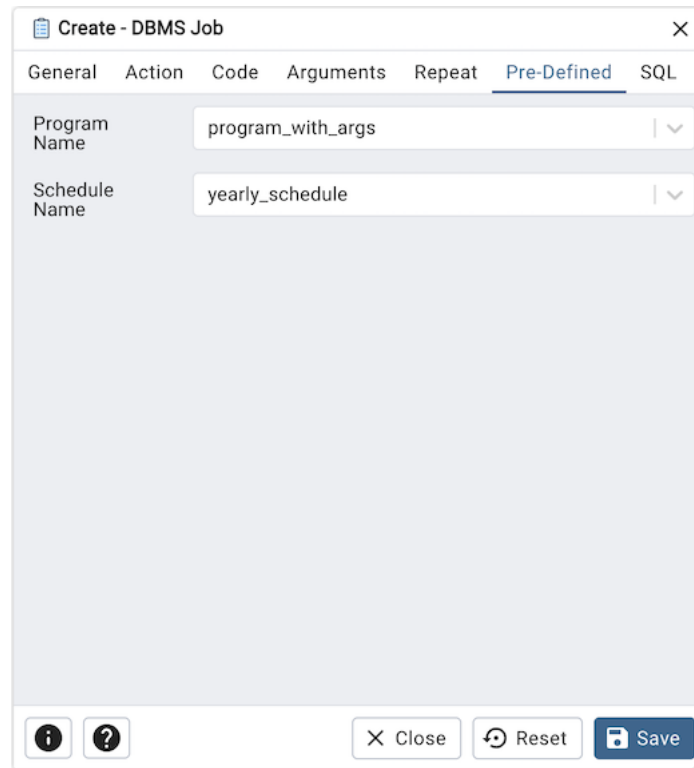 Create - DBMS Job
General Action Code Arguments Repeat Pre-Defined SQL
Program
Name
program_with_args
Schedule
Name
yearly_schedule
Close Reset Save